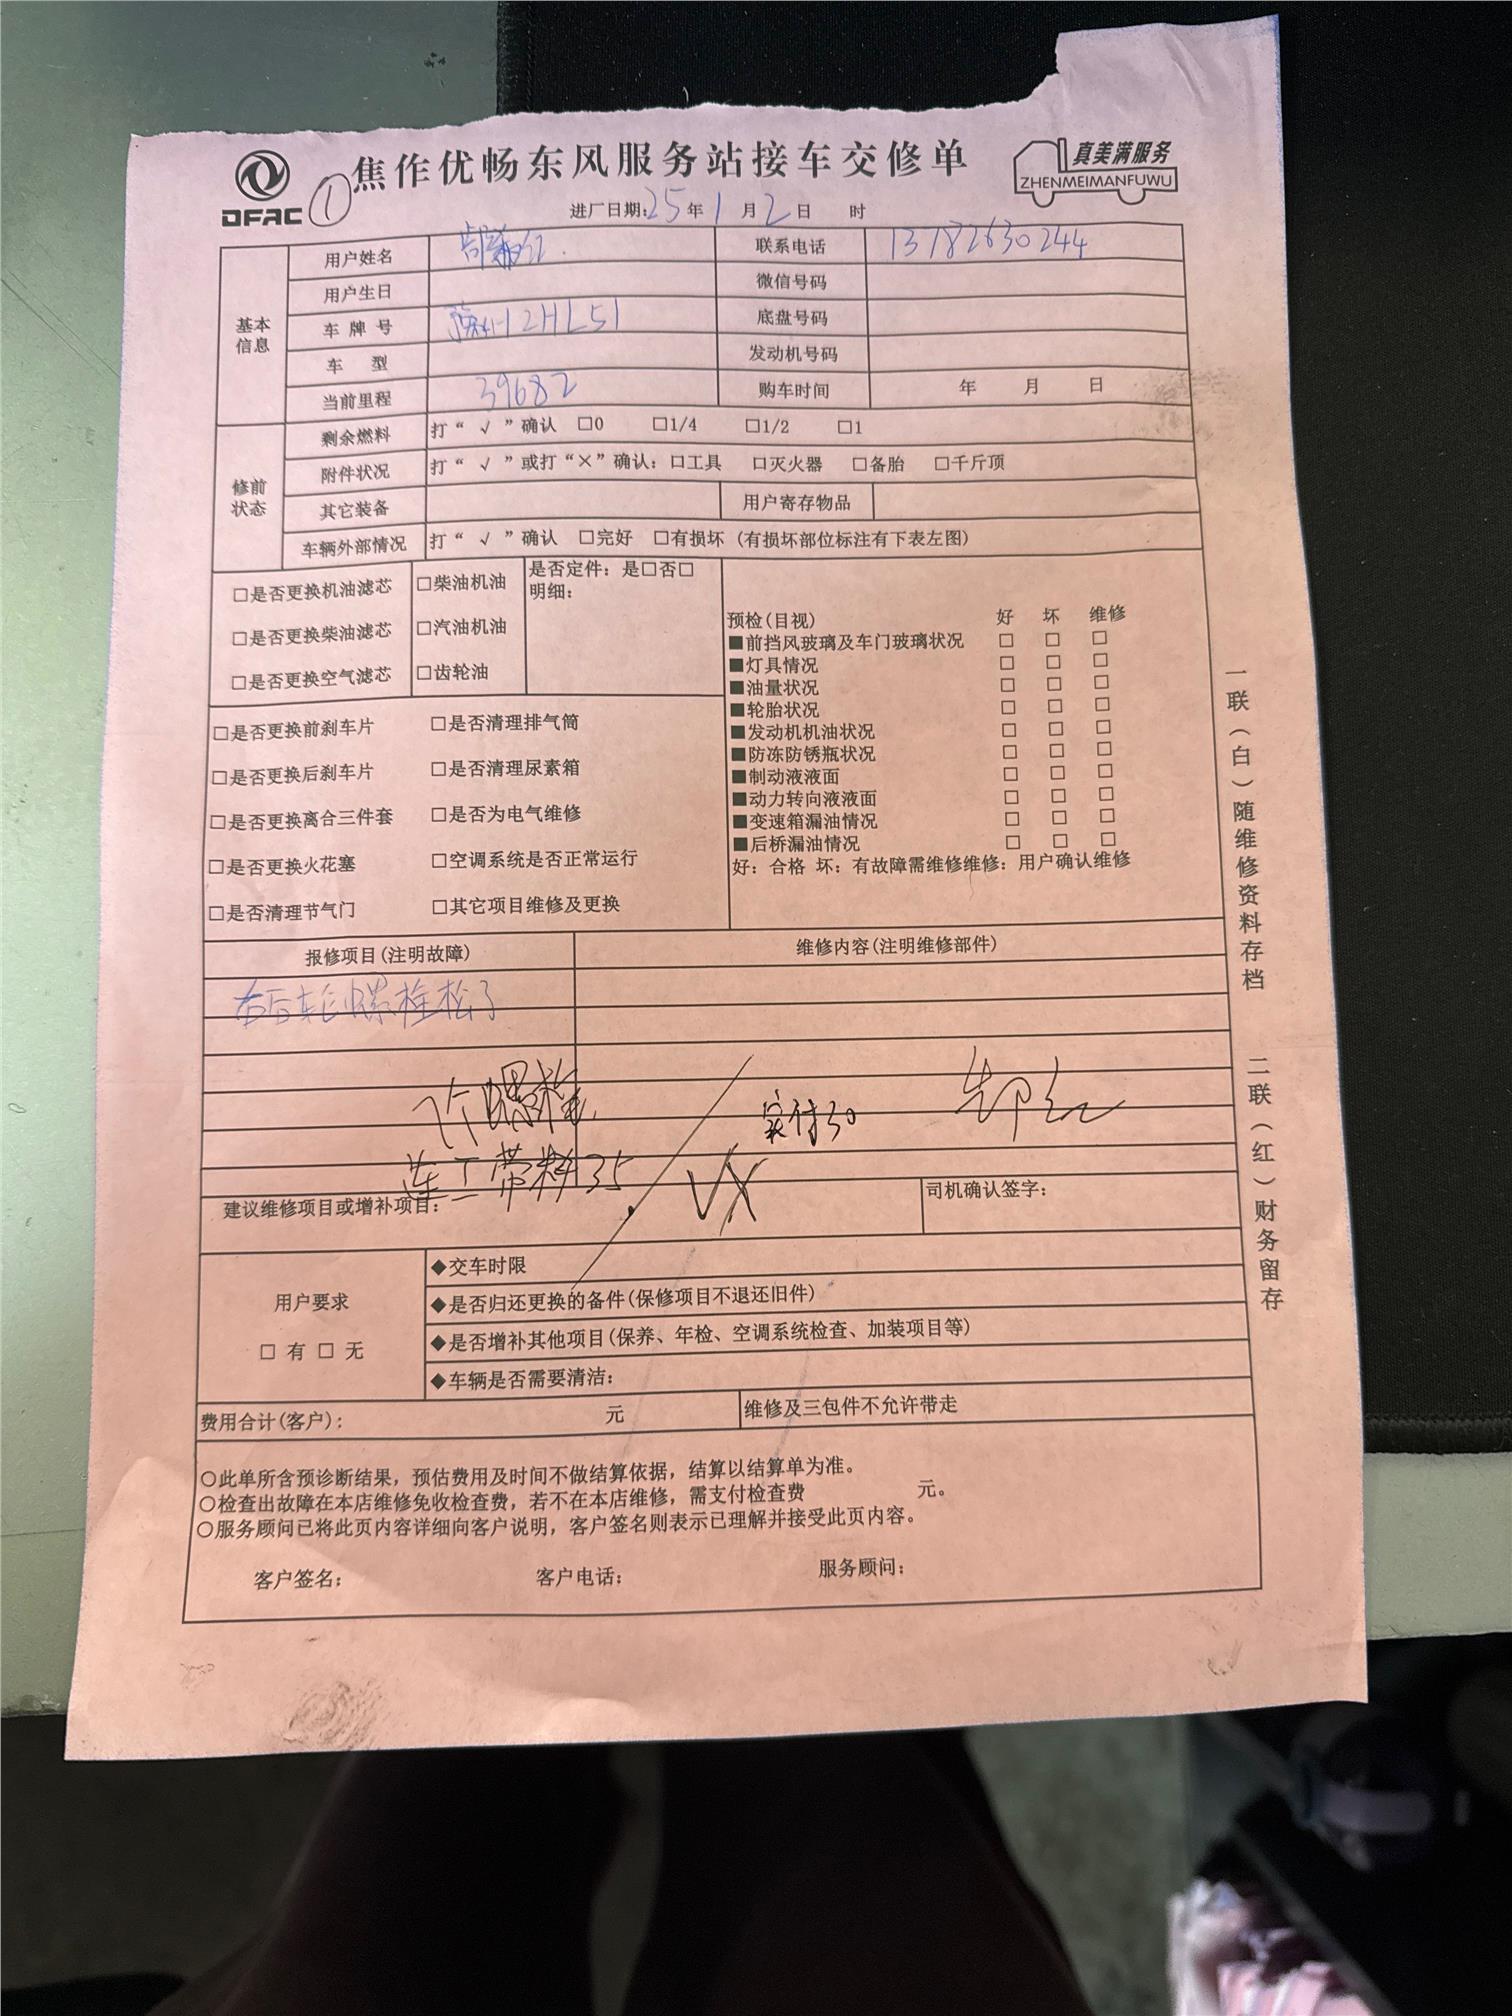 DFAC
①
焦作优畅东风服务站接车交修单
真美满服务
ZHENMEIMANFUWU
进厂日期:25年1月2日 时
基本信息
用户姓名
联系电话 13782630244
用户生日
微信号码
车牌号 2HL51
底盘号码
车 型
发动机号码
当前里程 39682
购车时间 年 月 日
修前状态
剩余燃料 打“√”确认 □0 □1/4 □1/2 □1
附件状况 打“√”或打“×”确认：□工具 □灭火器 □备胎 □千斤顶
其它装备
用户寄存物品
车辆外部情况 打“√”确认 □完好 □有损坏 (有损坏部位标注有下表左图)
□是否更换机油滤芯 □柴油机油
□是否更换柴油滤芯 □汽油机油
□是否更换空气滤芯 □齿轮油
是否定件：是□否□
明细：
□是否更换前刹车片 □是否清理排气筒
□是否更换后刹车片 □是否清理尿素箱
□是否更换离合三件套 □是否为电气维修
□是否更换火花塞 □空调系统是否正常运行
□是否清理节气门 □其它项目维修及更换
预检(目视) 好 坏 维修
■前挡风玻璃及车门玻璃状况 □ □ □
■灯具情况 □ □ □
■油量状况 □ □ □
■轮胎状况 □ □ □
■发动机机油状况 □ □ □
■防冻防锈瓶状况 □ □ □
■制动液液面 □ □ □
■动力转向液液面 □ □ □
■变速箱漏油情况 □ □ □
■后桥漏油情况 □ □ □
好：合格 坏：有故障需维修维修：用户确认维修
报修项目(注明故障)
维修内容(注明维修部件)
右后轮螺栓松了
螺栓
连工带料35
实付30
建议维修项目或增补项目：
司机确认签字：
用户要求
□ 有 □ 无
◆交车时限
◆是否归还更换的备件(保修项目不退还旧件)
◆是否增补其他项目(保养、年检、空调系统检查、加装项目等)
◆车辆是否需要清洁：
费用合计(客户)： 元
维修及三包件不允许带走
○此单所含预诊断结果，预估费用及时间不做结算依据，结算以结算单为准。
○检查出故障在本店维修免收检查费，若不在本店维修，需支付检查费 元。
○服务顾问已将此页内容详细向客户说明，客户签名则表示已理解并接受此页内容。
客户签名： 客户电话： 服务顾问：
一联（白）随维修资料存档
二联（红）财务留存